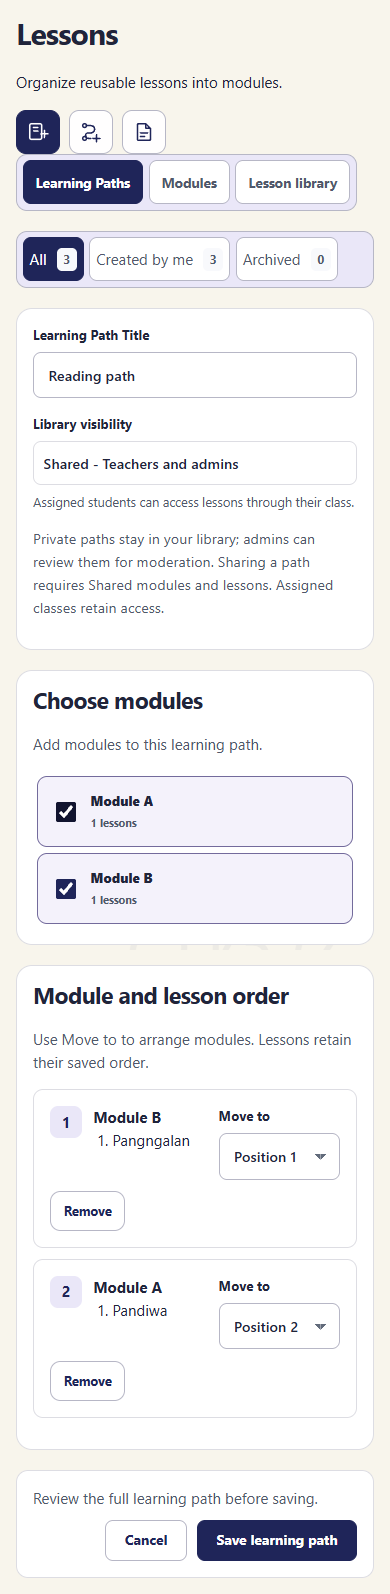 Lessons
Organize reusable lessons into modules.
Learning Paths Modules Lesson library
All 3 Created by me 3 Archived 0
Learning Path Title
Reading path
Library visibility
Shared - Teachers and admins
Assigned students can access lessons through their class.
Private paths stay in your library; admins can
review them for moderation. Sharing a path
requires Shared modules and lessons. Assigned
classes retain access.
Choose modules
Add modules to this learning path.
Module A
1 lessons
Module B
1 lessons
Module and lesson order
Use Move to to arrange modules. Lessons retain
their saved order.
1 Module B Move to
1. Pangngalan
Position 1
Remove
2 Module A Move to
1. Pandiwa
Position 2
Remove
Review the full learning path before saving.
Cancel Save learning path